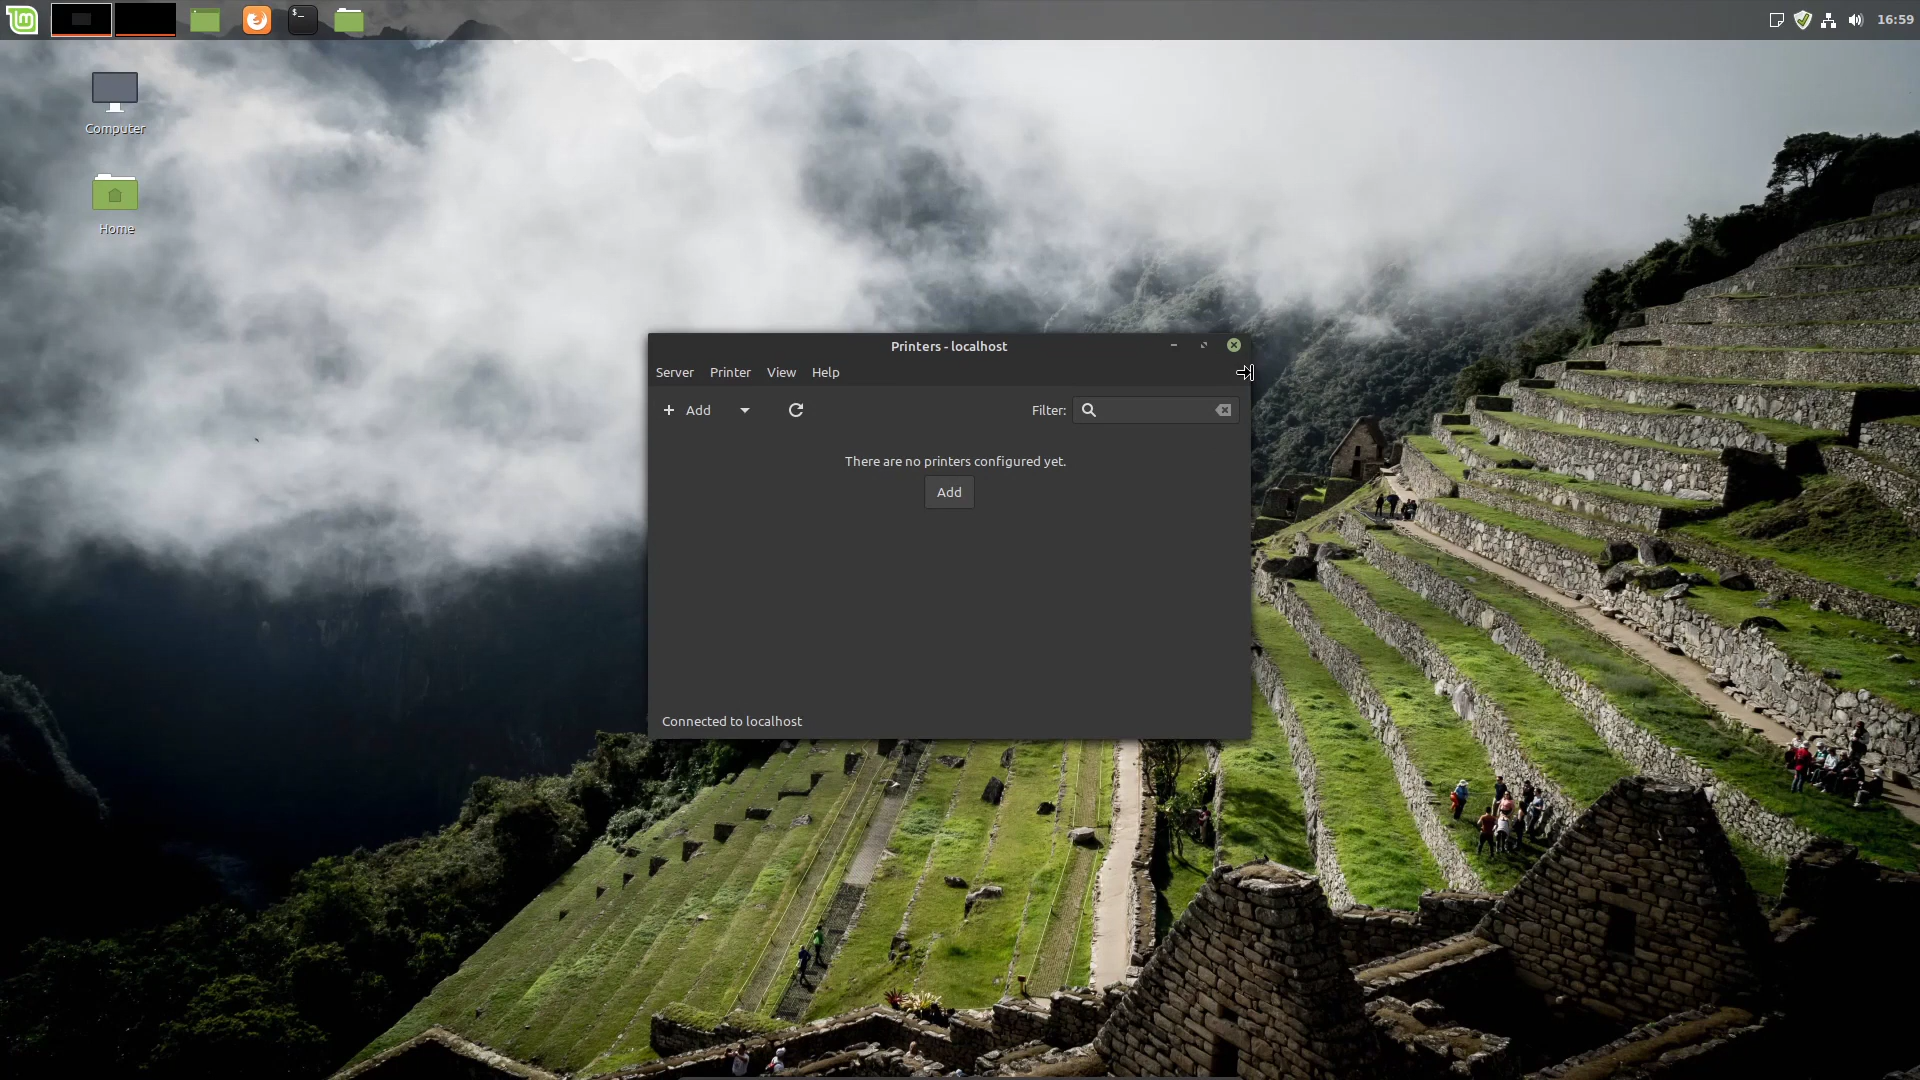 $_
16:59
Computer
Home
Printers - localhost
Server Printer View Help
Add Filter:
There are no printers configured yet.
Add
Connected to localhost